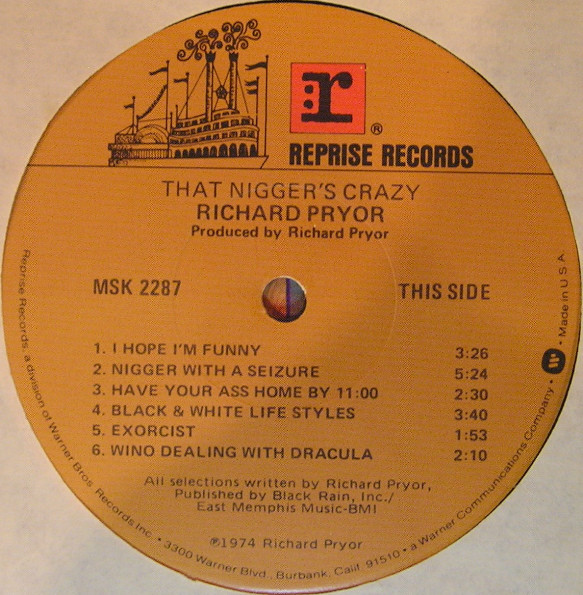 r
®
REPRISE RECORDS
THAT NIGGER'S CRAZY
RICHARD PRYOR
Produced by Richard Pryor
MSK 2287
THIS SIDE
1. I HOPE I'M FUNNY 3:26
2. NIGGER WITH A SEIZURE 5:24
3. HAVE YOUR ASS HOME BY 11:00 2:30
4. BLACK & WHITE LIFE STYLES 3:40
5. EXORCIST 1:53
6. WINO DEALING WITH DRACULA 2:10
All selections written by Richard Pryor,
Published by Black Rain, Inc./
East Memphis Music-BMI
℗1974 Richard Pryor
Reprise Records, a division of Warner Bros. Records Inc. • 3300 Warner Blvd., Burbank, Calif. 91510 • a Warner Communications Company • W • Made in U.S.A.